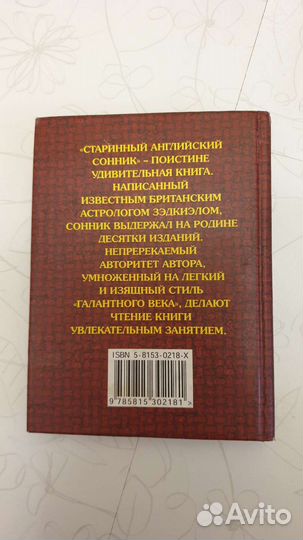 «СТАРИННЫЙ АНГЛИЙСКИЙ
СОННИК» – ПОИСТИНЕ
УДИВИТЕЛЬНАЯ КНИГА.
НАПИСАННЫЙ
ИЗВЕСТНЫМ БРИТАНСКИМ
АСТРОЛОГОМ ЗЭДКИЭЛОМ,
СОННИК ВЫДЕРЖАЛ НА РОДИНЕ
ДЕСЯТКИ ИЗДАНИЙ.
НЕПРЕРЕКАЕМЫЙ
АВТОРИТЕТ АВТОРА,
УМНОЖЕННЫЙ НА ЛЕГКИЙ
И ИЗЯЩНЫЙ СТИЛЬ
«ГАЛАНТНОГО ВЕКА», ДЕЛАЮТ
ЧТЕНИЕ КНИГИ
УВЛЕКАТЕЛЬНЫМ ЗАНЯТИЕМ.
ISBN 5-8153-0218-X
9 785815 302181 >
Avito